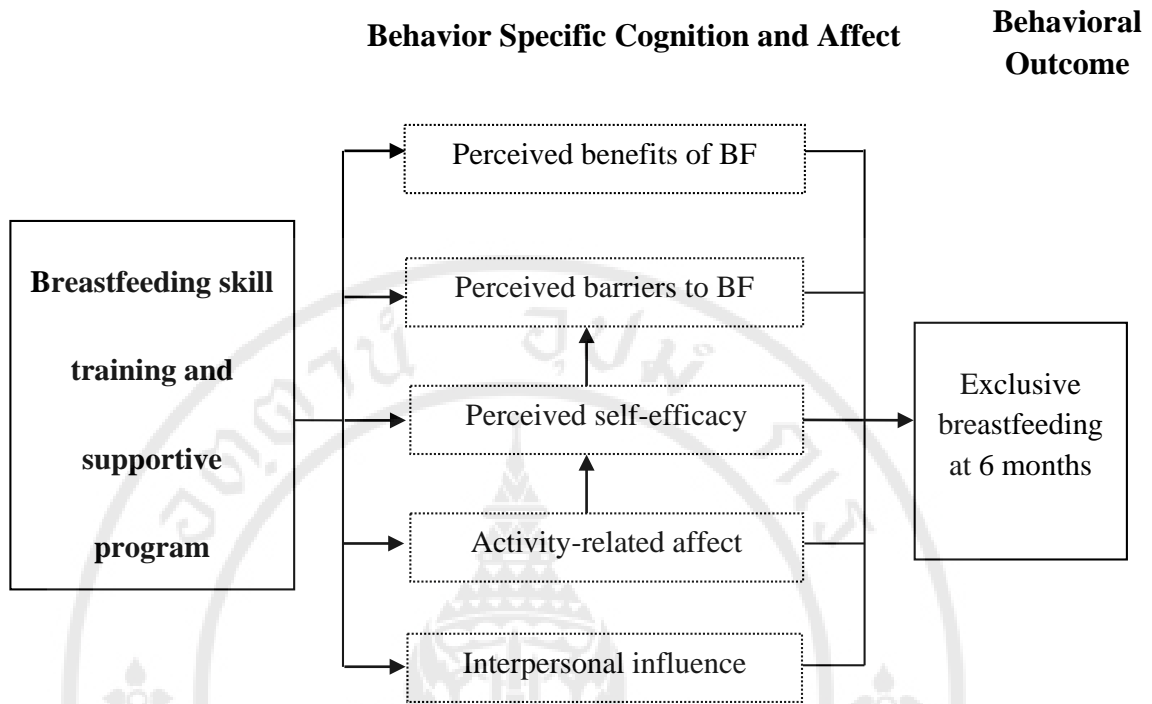 Behavior Specific Cognition and Affect
Behavioral
Outcome
Breastfeeding skill
training and
supportive
program
Perceived benefits of BF
Perceived barriers to BF
Perceived self-efficacy
Activity-related affect
Interpersonal influence
Exclusive
breastfeeding
at 6 months